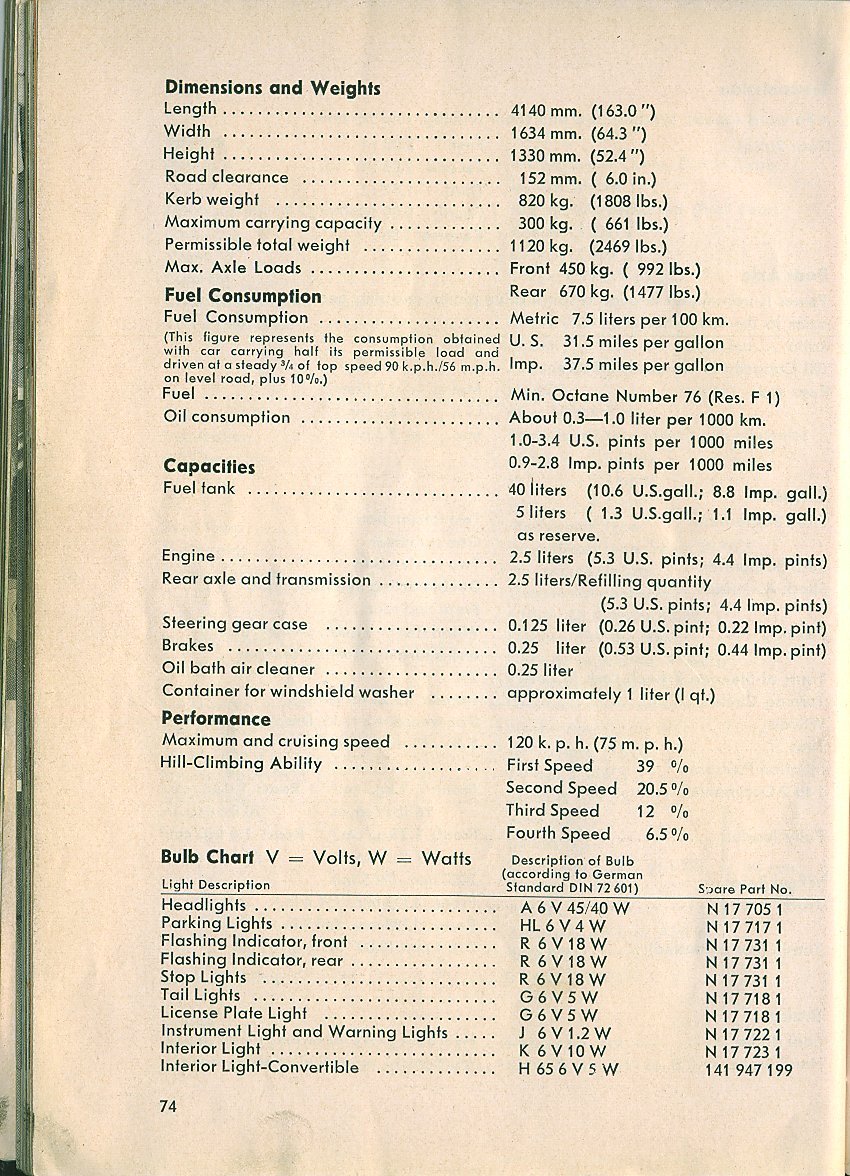 Dimensions and Weights
Length ................................ 4140 mm. (163.0 ")
Width ................................ 1634 mm. (64.3 ")
Height ................................ 1330 mm. (52.4 ")
Road clearance ....................... 152 mm. ( 6.0 in.)
Kerb weight .......................... 820 kg. (1808 lbs.)
Maximum carrying capacity ............. 300 kg. ( 661 lbs.)
Permissible total weight ................ 1120 kg. (2469 lbs.)
Max. Axle Loads ...................... Front 450 kg. ( 992 lbs.)
Rear 670 kg. (1477 lbs.)
Fuel Consumption
Fuel Consumption ..................... Metric 7.5 liters per 100 km.
(This figure represents the consumption obtained
with car carrying half its permissible load and
driven at a steady 3/4 of top speed 90 k.p.h./56 m.p.h.
on level road, plus 10%.)
U. S. 31.5 miles per gallon
Imp. 37.5 miles per gallon
Fuel .................................. Min. Octane Number 76 (Res. F 1)
Oil consumption ....................... About 0.3—1.0 liter per 1000 km.
1.0-3.4 U.S. pints per 1000 miles
0.9-2.8 Imp. pints per 1000 miles
Capacities
Fuel tank ............................. 40 liters (10.6 U.S.gall.; 8.8 Imp. gall.)
5 liters ( 1.3 U.S.gall.; 1.1 Imp. gall.)
as reserve.
Engine ................................ 2.5 liters (5.3 U.S. pints; 4.4 Imp. pints)
Rear axle and transmission .............. 2.5 liters/Refilling quantity
(5.3 U.S. pints; 4.4 Imp. pints)
Steering gear case .................... 0.125 liter (0.26 U.S. pint; 0.22 Imp. pint)
Brakes ............................... 0.25 liter (0.53 U.S. pint; 0.44 Imp. pint)
Oil bath air cleaner .................... 0.25 liter
Container for windshield washer ........ approximately 1 liter (l qt.)
Performance
Maximum and cruising speed ........... 120 k. p. h. (75 m. p. h.)
Hill-Climbing Ability ................... First Speed 39 %
Second Speed 20.5 %
Third Speed 12 %
Fourth Speed 6.5 %
Bulb Chart V = Volts, W = Watts
Light Description
Description of Bulb
(according to German
Standard DIN 72 601)
Spare Part No.
Headlights ............................ A 6 V 45/40 W N 17 705 1
Parking Lights ......................... HL 6 V 4 W N 17 717 1
Flashing Indicator, front ................ R 6 V 18 W N 17 731 1
Flashing Indicator, rear ................. R 6 V 18 W N 17 731 1
Stop Lights ........................... R 6 V 18 W N 17 731 1
Tail Lights ............................ G 6 V 5 W N 17 718 1
License Plate Light .................... G 6 V 5 W N 17 718 1
Instrument Light and Warning Lights ..... J 6 V 1.2 W N 17 722 1
Interior Light .......................... K 6 V 10 W N 17 723 1
Interior Light-Convertible .............. H 65 6 V 5 W 141 947 199
74